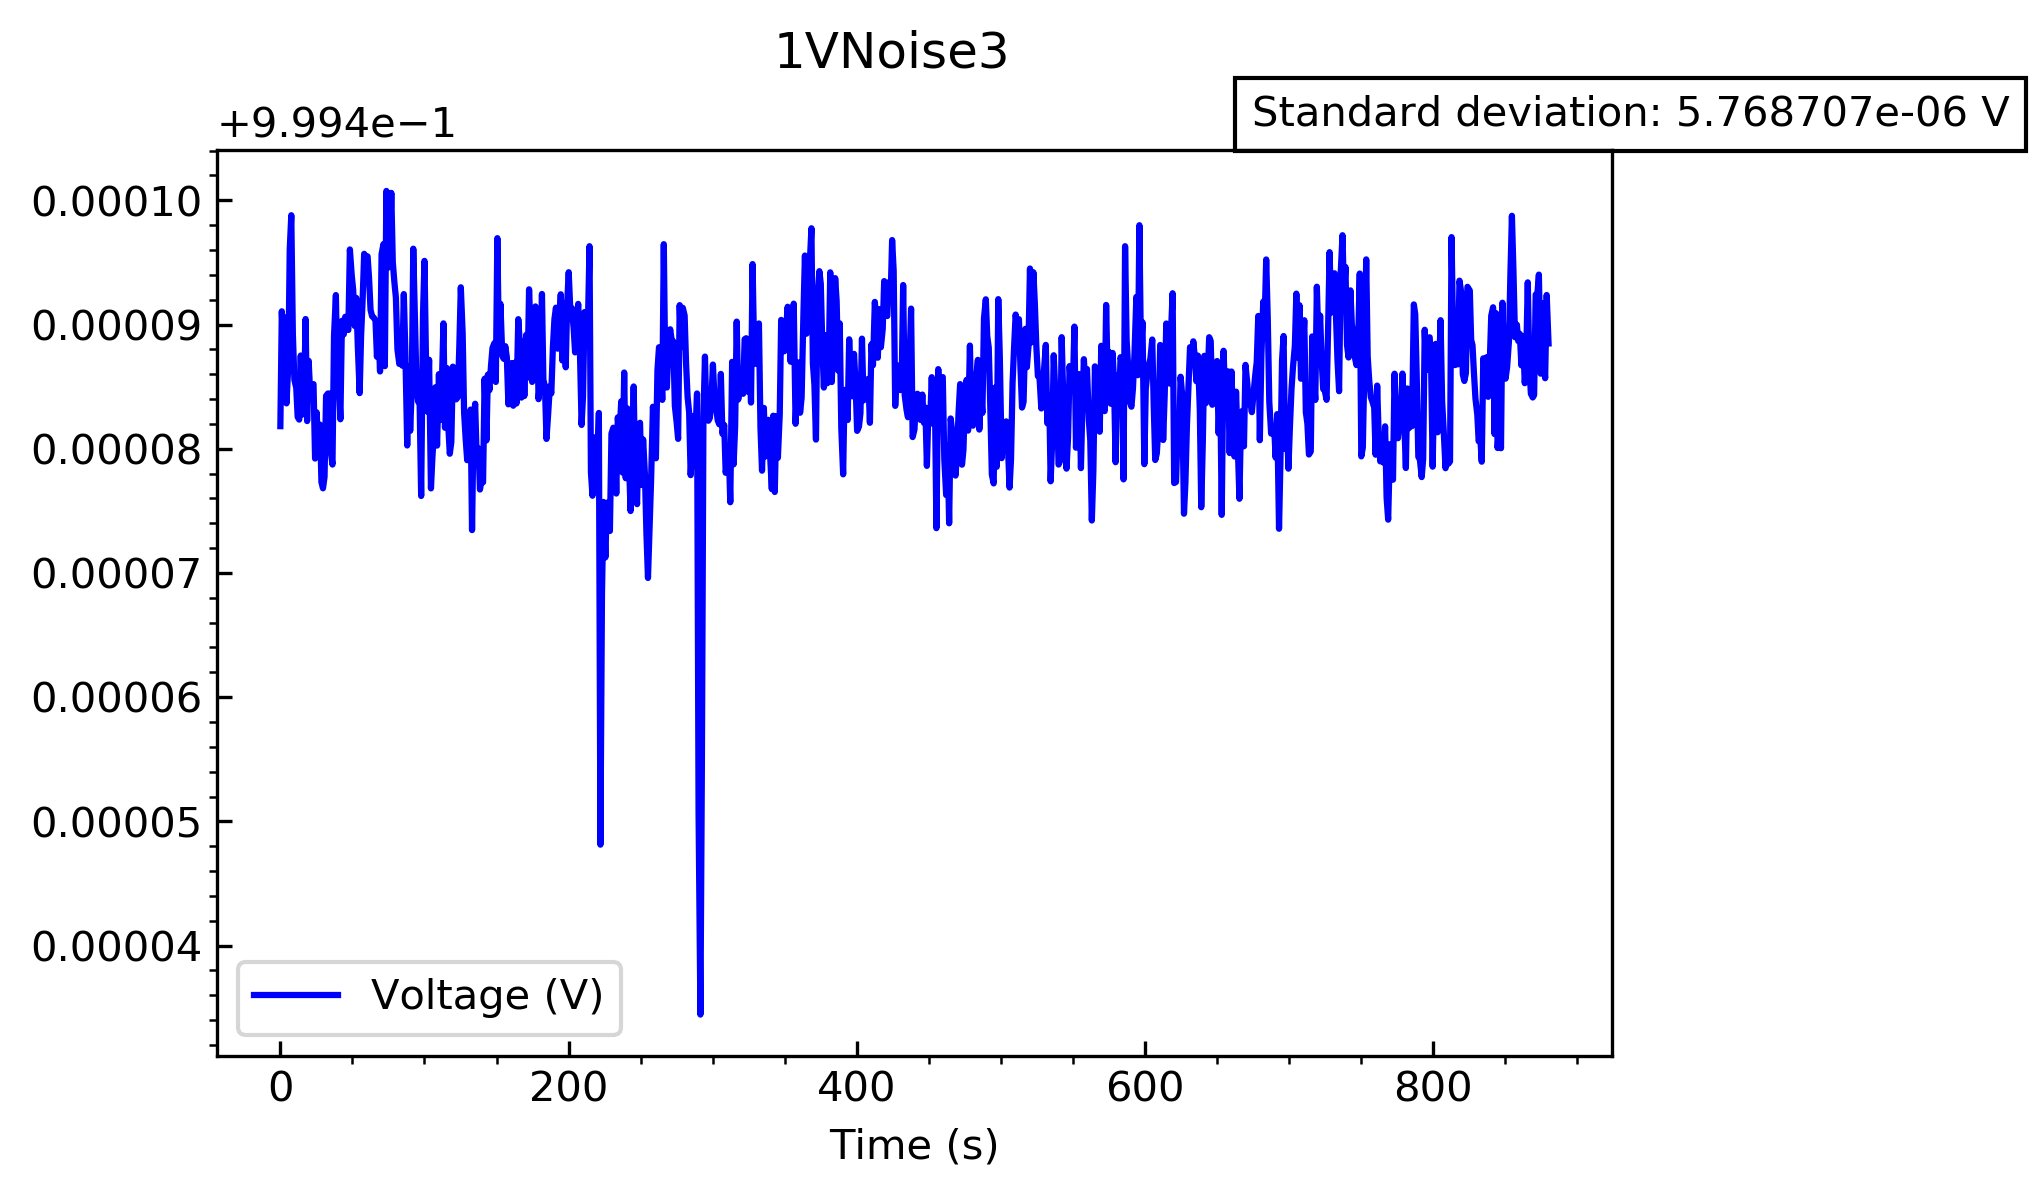 1VNoise3
Standard deviation: 5.768707e-06 V
+9.994e−1
0.00010
0.00009
0.00008
0.00007
0.00006
0.00005
0.00004
Voltage (V)
0 200 400 600 800
Time (s)